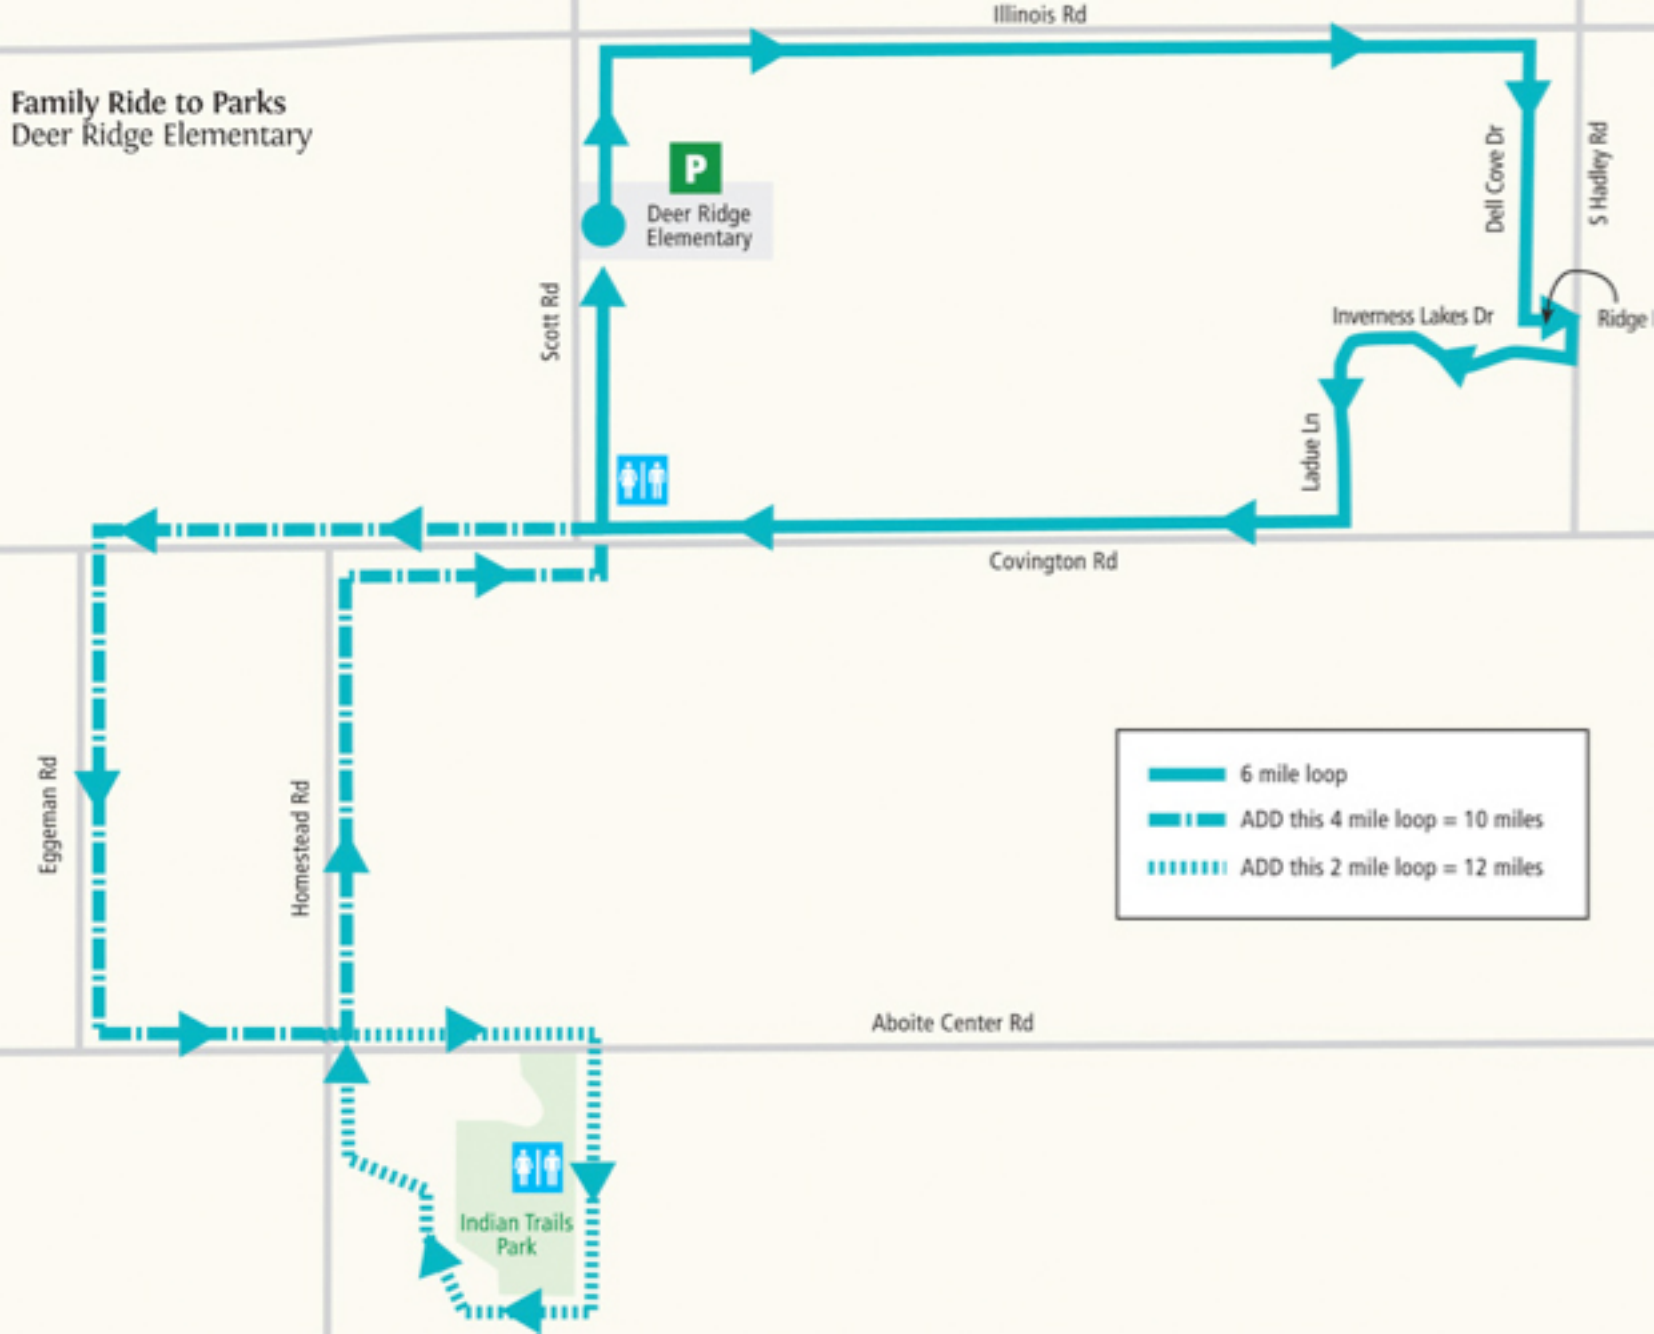 Illinois Rd
Family Ride to Parks
Deer Ridge Elementary
P
Deer Ridge
Elementary
Dell Cove Dr
S Hadley Rd
Scott Rd
Inverness Lakes Dr
Ridge
Ladue Ln
Covington Rd
Eggeman Rd
Homestead Rd
6 mile loop
ADD this 4 mile loop = 10 miles
ADD this 2 mile loop = 12 miles
Aboite Center Rd
Indian Trails
Park